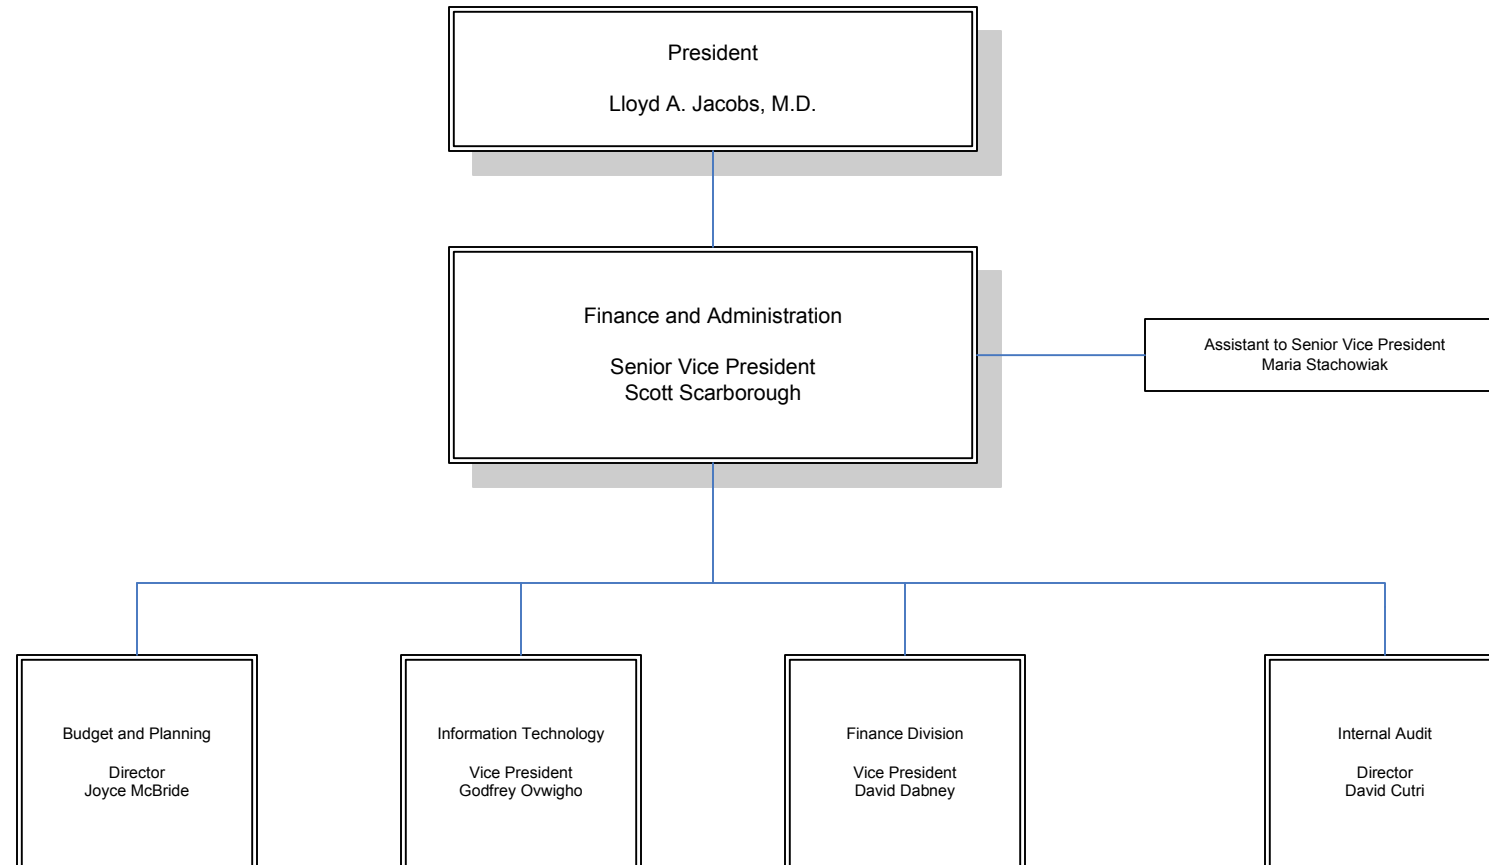 President
Lloyd A. Jacobs, M.D.
Finance and Administration
Senior Vice President
Scott Scarborough
Assistant to Senior Vice President
Maria Stachowiak
Budget and Planning
Director
Joyce McBride
Information Technology
Vice President
Godfrey Ovwigho
Finance Division
Vice President
David Dabney
Internal Audit
Director
David Cutri